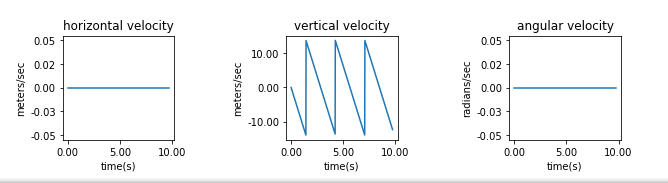 horizontal velocity
0.05
0.02
0.00
-0.03
-0.05
meters/sec
0.00
5.00
10.00
time(s)
vertical velocity
10.00
0.00
-10.00
meters/sec
0.00
5.00
10.00
time(s)
angular velocity
0.05
0.02
0.00
-0.03
-0.05
radians/sec
0.00
5.00
10.00
time(s)